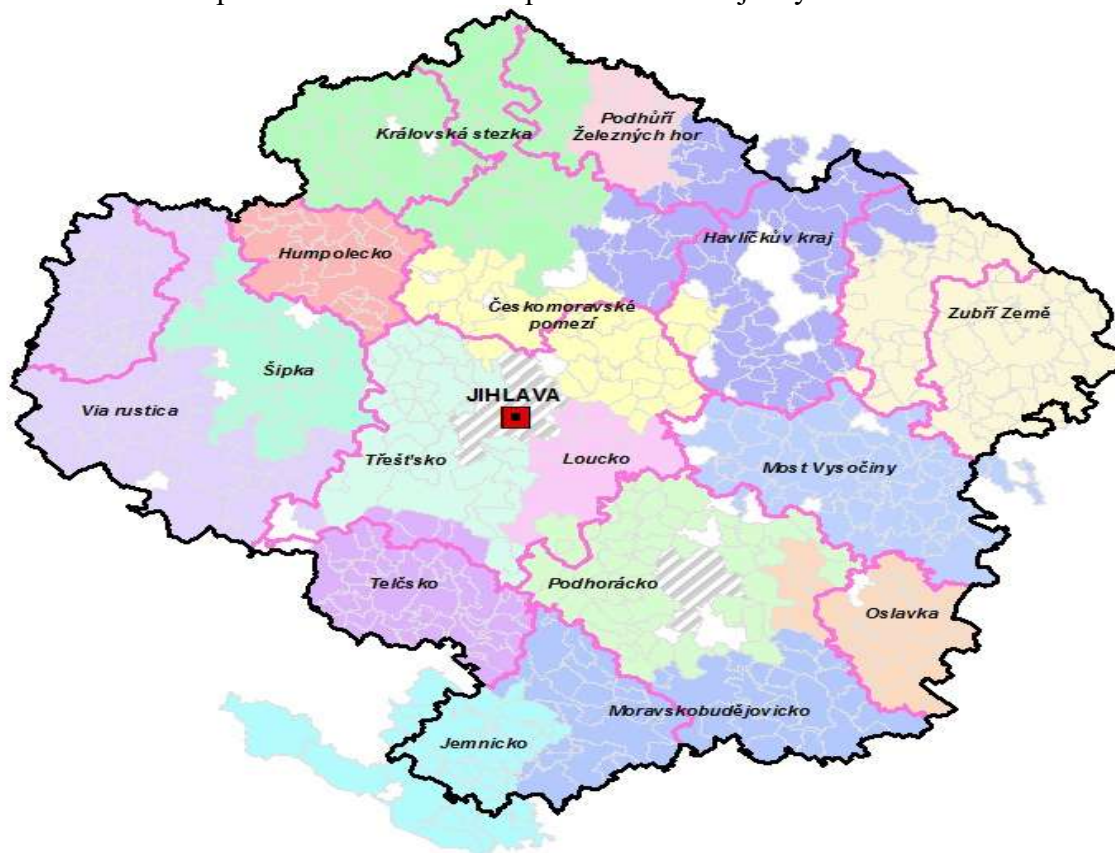 Podhůří
Železných hor
Královská stezka
Havlíčkův kraj
Humpolecko
Českomoravské
pomezí
Zubří Země
Šipka
JIHLAVA
Via rustica
Třešťsko
Loucko
Most Vysočiny
Telčsko
Podhorácko
Oslavka
Moravskobudějovicko
Jemnicko